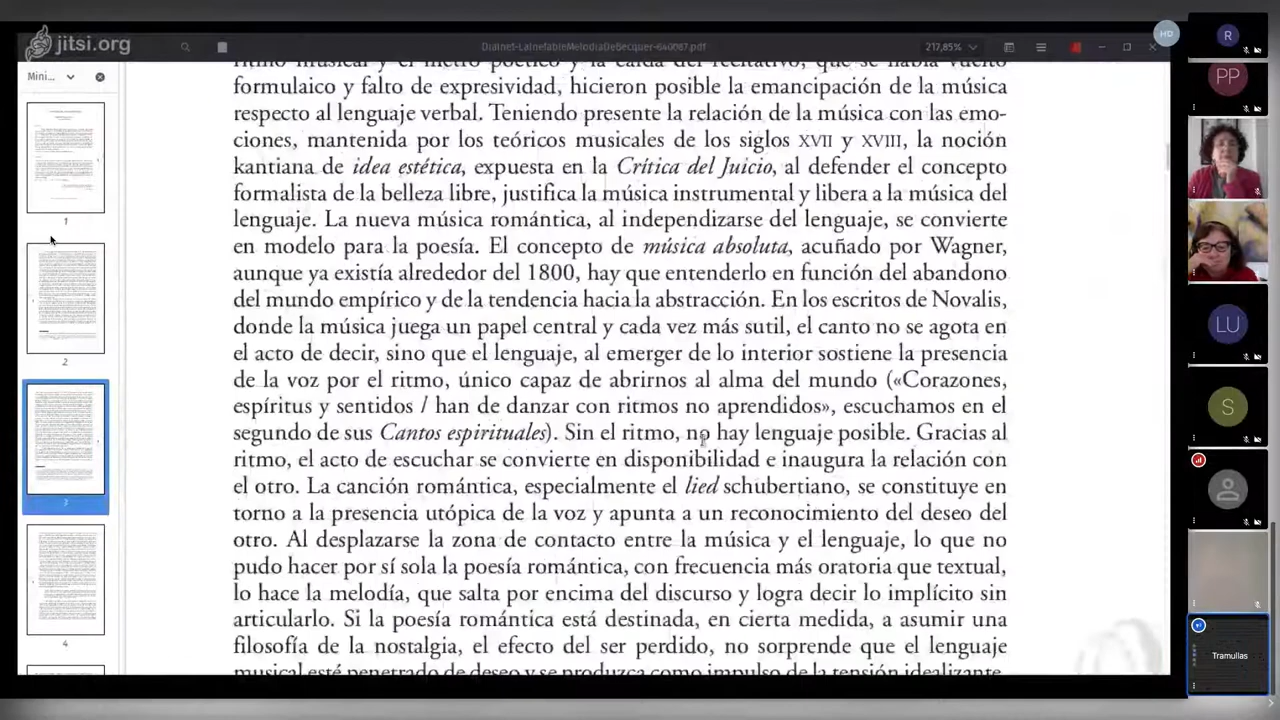 jitsi.org
Dialnet-LaInefableMelodiaDeBecquer-640087.pdf
217,85%
HD
R
Mini...
PP
1
2
3
4
LU
S
Tramullas
ritmo musical y el metro poético y la caída del recitativo, que se había vuelto
formulaico y falto de expresividad, hicieron posible la emancipación de la música
respecto al lenguaje verbal. Teniendo presente la relación de la música con las emo-
ciones, mantenida por los teóricos musicales de los siglos XVII y XVIII, la noción
kantiana de idea estética, expuesta en la Crítica del Juicio, al defender el concepto
formalista de la belleza libre, justifica la música instrumental y libera a la música del
lenguaje. La nueva música romántica, al independizarse del lenguaje, se convierte
en modelo para la poesía. El concepto de música absoluta, acuñado por Wagner,
aunque ya existía alrededor del 1800, hay que entenderlo en función del abandono
del mundo empírico y de la tendencia hacia la abstracción. En los escritos de Novalis,
donde la música juega un papel central y cada vez más sutil, el canto no se agota en
el acto de decir, sino que el lenguaje, al emerger de lo interior sostiene la presencia
de la voz por el ritmo, único capaz de abrirnos al alma del mundo («Corazones,
espíritus y sentidos / hanse danza, con ritmos no aprendidos», escuchamos en el
segundo de sus Cantos espirituales). Sin el ritmo, no hay lenguaje posible. Gracias al
ritmo, el acto de escuchar se convierte en disponibilidad e inaugura la relación con
el otro. La canción romántica, especialmente el lied schubertiano, se constituye en
torno a la presencia utópica de la voz y apunta a un reconocimiento del deseo del
otro. Al desplazarse la zona de contacto entre la música y el lenguaje, lo que no
pudo hacer por sí sola la poesía romántica, con frecuencia más oratoria que textual,
lo hace la melodía, que salta por encima del discurso y logra decir lo implícito sin
articularlo. Si la poesía romántica está destinada, en cierta medida, a asumir una
filosofía de la nostalgia, el efecto del ser perdido, no sorprende que el lenguaje
musical esté penetrado de deseo y se produzca como impacto de la tensión idealizante,